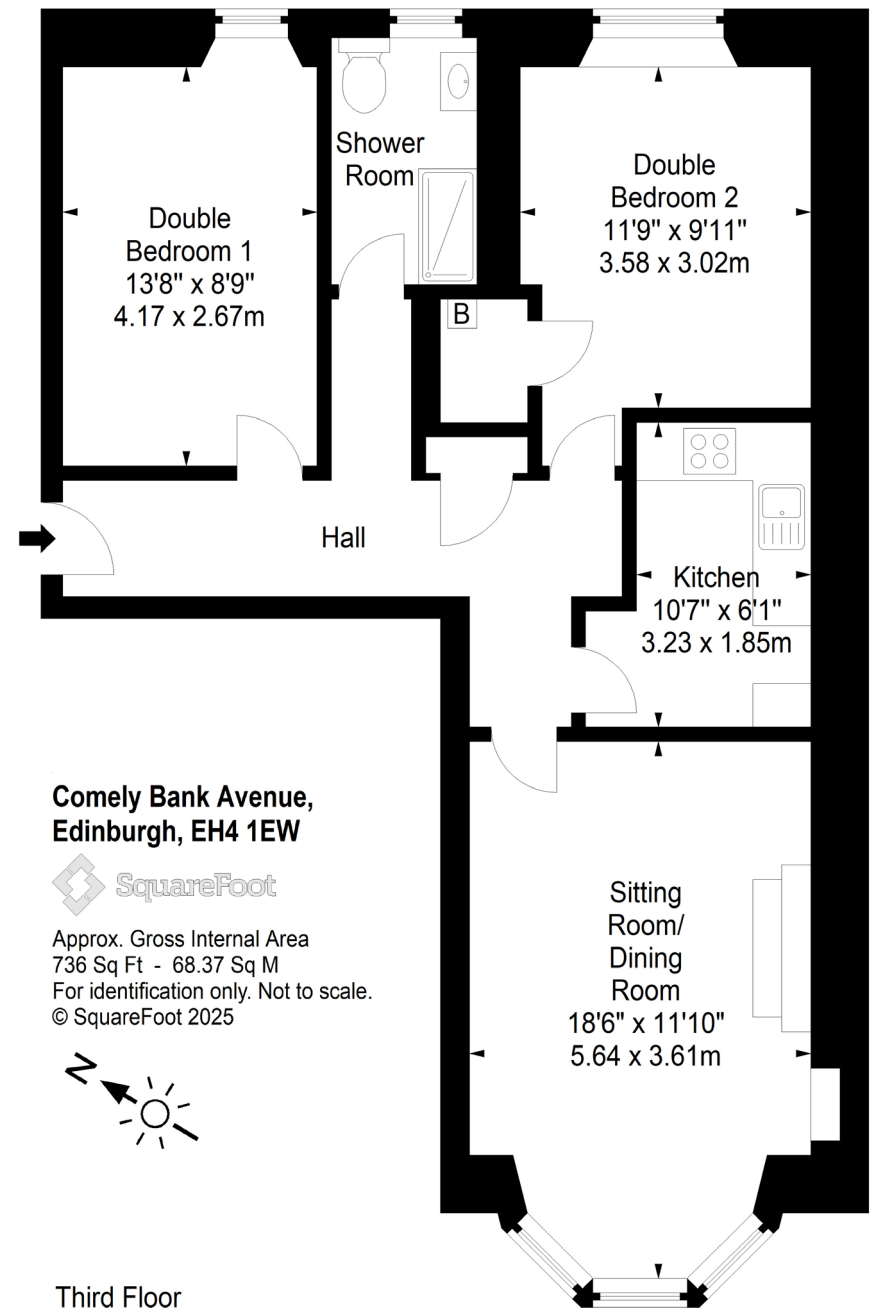 Shower
Room
Double
Bedroom 2
11'9" x 9'11"
3.58 x 3.02m
Double
Bedroom 1
13'8" x 8'9"
4.17 x 2.67m
B
Hall
Kitchen
10'7" x 6'1"
3.23 x 1.85m
Comely Bank Avenue,
Edinburgh, EH4 1EW
SquareFoot
Approx. Gross Internal Area
736 Sq Ft - 68.37 Sq M
For identification only. Not to scale.
© SquareFoot 2025
N
Sitting
Room/
Dining
Room
18'6" x 11'10"
5.64 x 3.61m
Third Floor